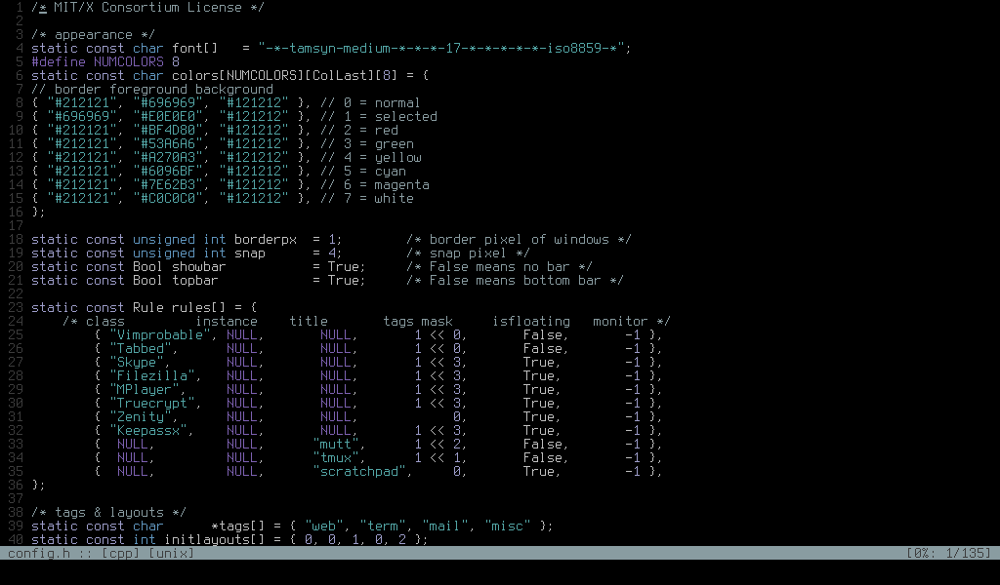 1 /* MIT/X Consortium License */
2
3 /* appearance */
4 static const char font[]   = "-*-tamsyn-medium-*-*-*-17-*-*-*-*-*-iso8859-*";
5 #define NUMCOLORS 8
6 static const char colors[NUMCOLORS][ColLast][8] = {
7 // border foreground background
8 { "#212121", "#696969", "#121212" }, // 0 = normal
9 { "#696969", "#E0E0E0", "#121212" }, // 1 = selected
10 { "#212121", "#BF4D80", "#121212" }, // 2 = red
11 { "#212121", "#53A6A6", "#121212" }, // 3 = green
12 { "#212121", "#A270A3", "#121212" }, // 4 = yellow
13 { "#212121", "#6096BF", "#121212" }, // 5 = cyan
14 { "#212121", "#7E62B3", "#121212" }, // 6 = magenta
15 { "#212121", "#C0C0C0", "#121212" }, // 7 = white
16 };
17
18 static const unsigned int borderpx  = 1;        /* border pixel of windows */
19 static const unsigned int snap      = 4;        /* snap pixel */
20 static const Bool showbar           = True;     /* False means no bar */
21 static const Bool topbar            = True;     /* False means bottom bar */
22
23 static const Rule rules[] = {
24     /* class         instance    title       tags mask     isfloating   monitor */
25         { "Vimprobable", NULL,       NULL,       1 << 0,       False,       -1 },
26         { "Tabbed",      NULL,       NULL,       1 << 0,       False,       -1 },
27         { "Skype",       NULL,       NULL,       1 << 3,       True,        -1 },
28         { "Filezilla",   NULL,       NULL,       1 << 3,       True,        -1 },
29         { "MPlayer",     NULL,       NULL,       1 << 3,       True,        -1 },
30         { "Truecrypt",   NULL,       NULL,       1 << 3,       True,        -1 },
31         { "Zenity",      NULL,       NULL,            0,       True,        -1 },
32         { "Keepassx",    NULL,       NULL,       1 << 3,       True,        -1 },
33         {  NULL,         NULL,      "mutt",      1 << 2,       False,       -1 },
34         {  NULL,         NULL,      "tmux",      1 << 1,       False,       -1 },
35         {  NULL,         NULL,      "scratchpad",     0,       True,        -1 },
36 };
37
38 /* tags & layouts */
39 static const char      *tags[] = { "web", "term", "mail", "misc" };
40 static const int initlayouts[] = { 0, 0, 1, 0, 2 };
config.h :: [cpp] [unix] [0%: 1/135]